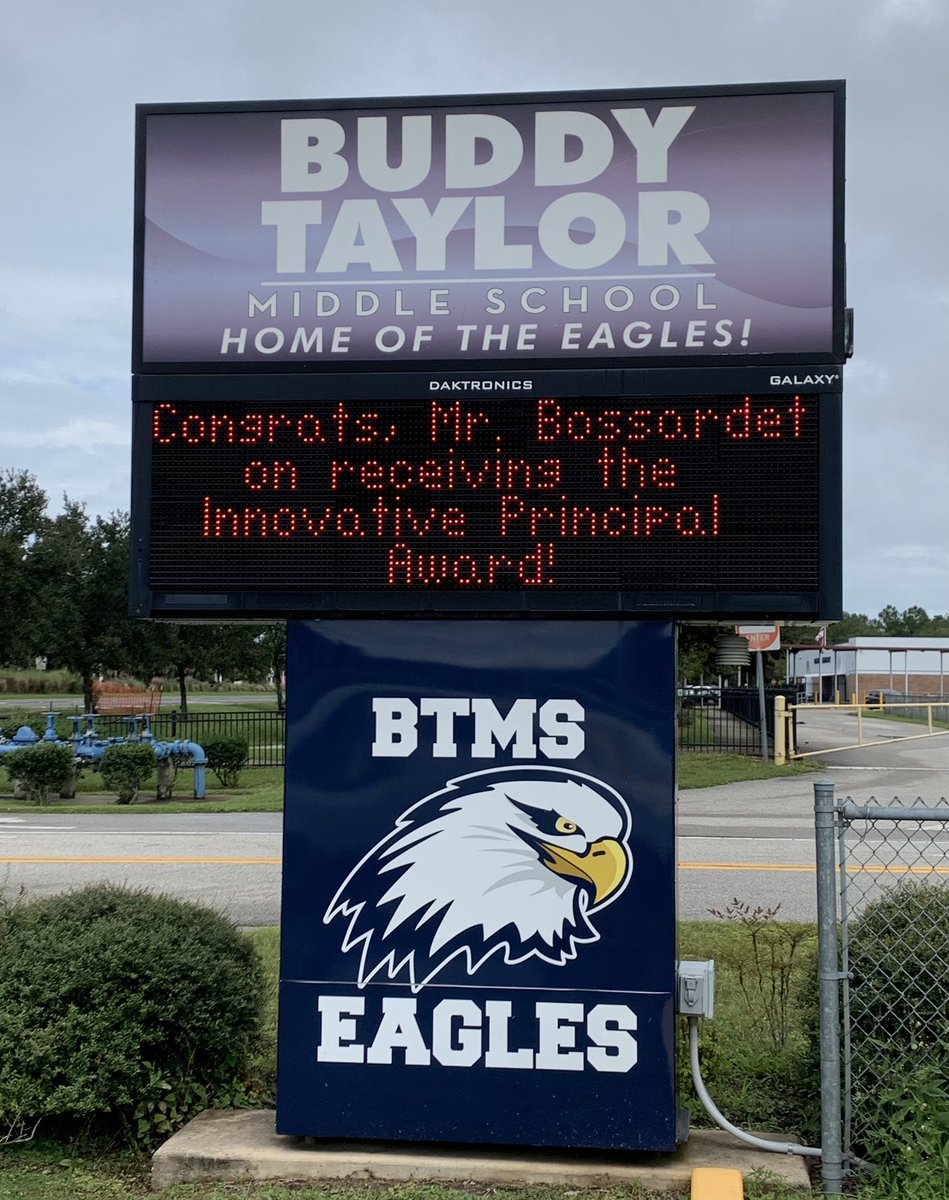 BUDDY
TAYLOR
MIDDLE SCHOOL
HOME OF THE EAGLES!
DAKTRONICS
GALAXY®
Congrats, Mr. Bossardet
on receiving the
Innovative Principal
Award!
ENTER
BTMS
EAGLES